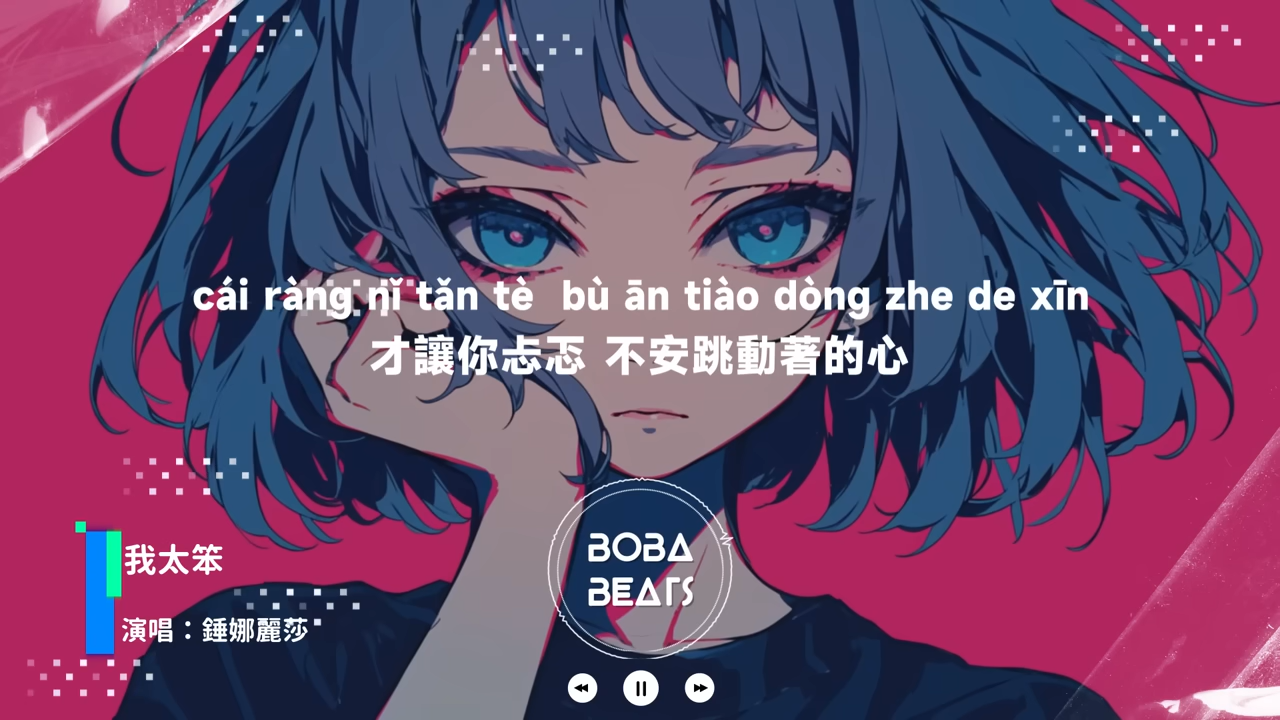 cái ràng nǐ tǎn tè  bù ān tiào dòng zhe de xīn
才讓你忐忑 不安跳動著的心
我太笨
演唱：錘娜麗莎
BOBA
BEATS